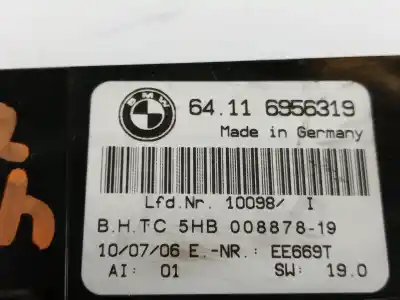 BMW
64.11 6956319
Made in Germany
Lfd.Nr. 10098/ I
B.H.TC 5HB 008878-19
10/07/06 E.-NR.: EE669T
AI: 01 SW: 19.0